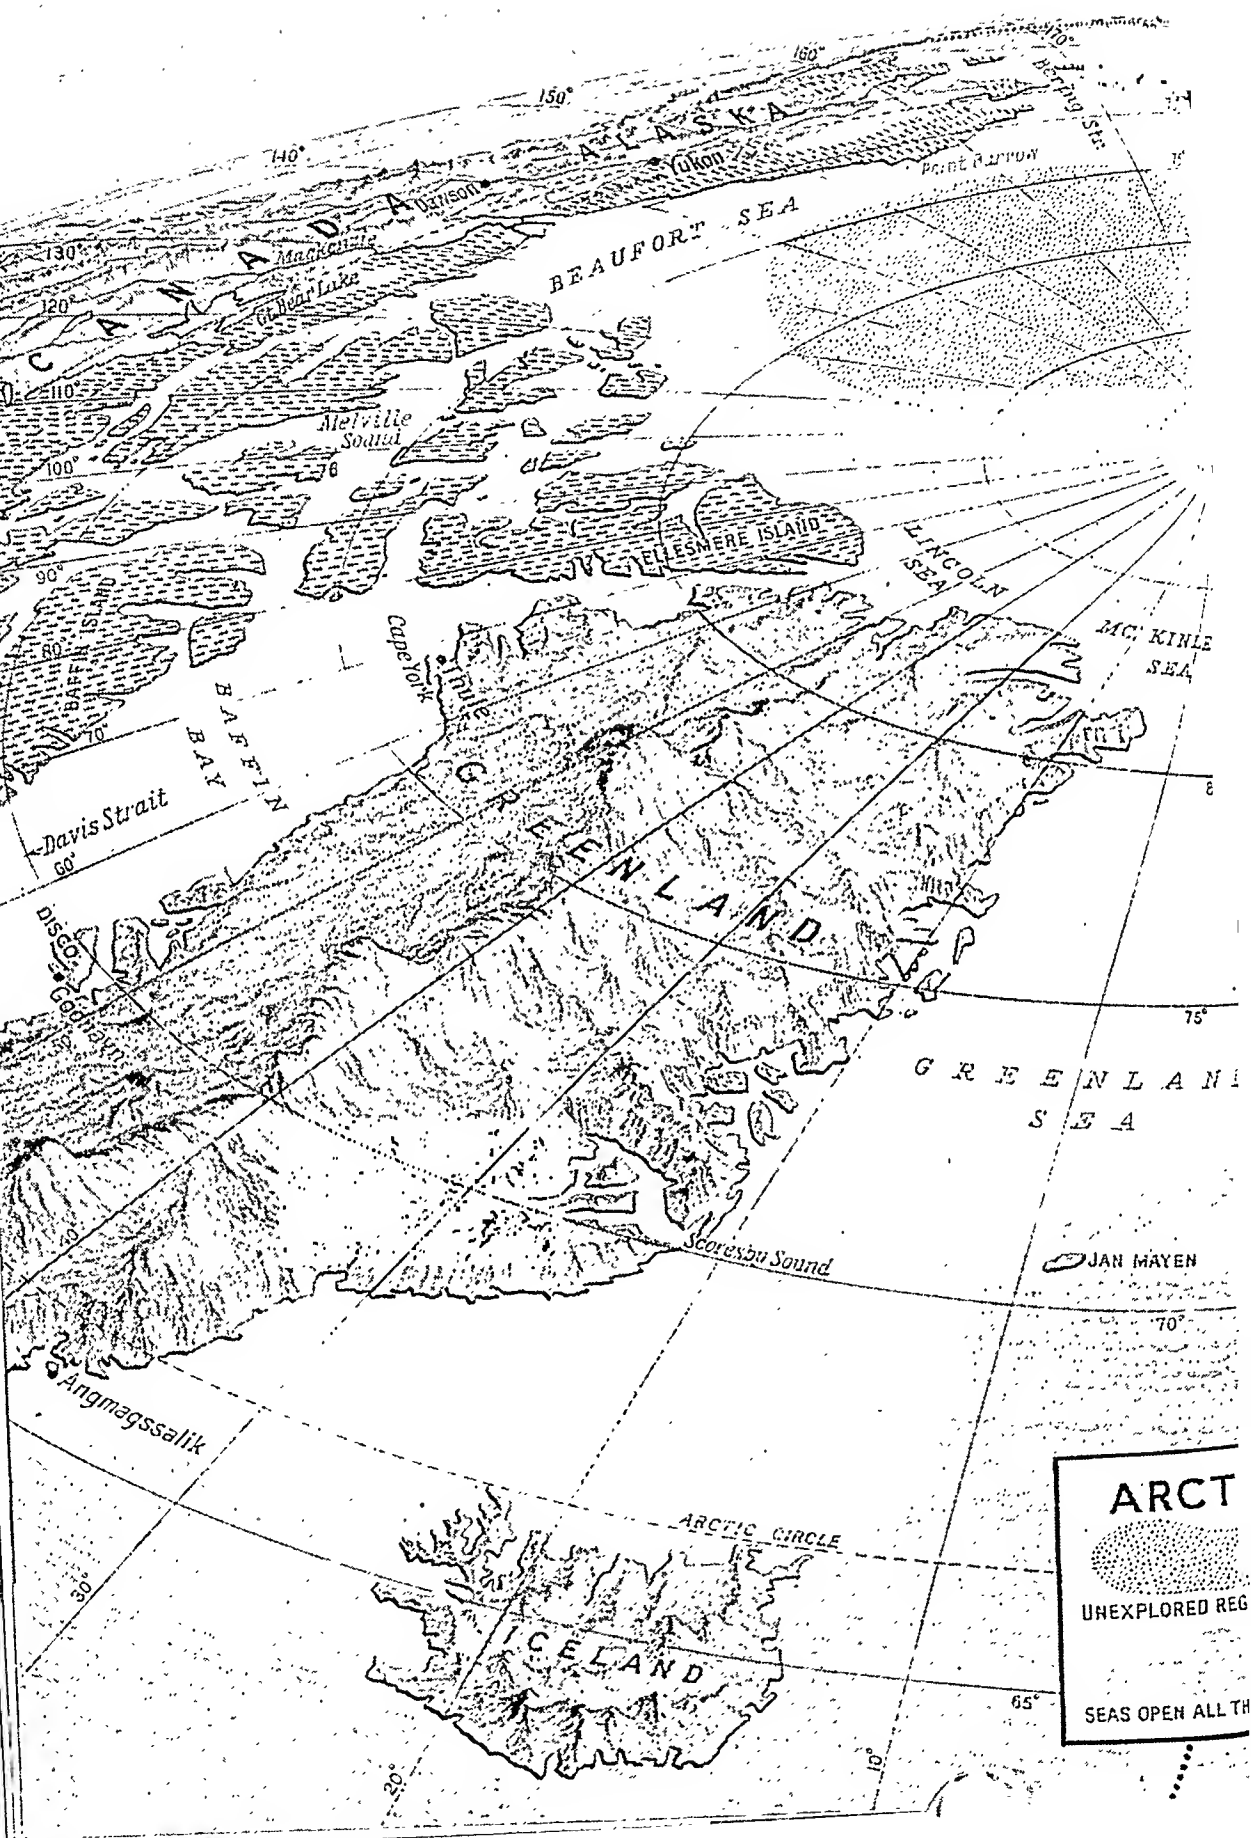 170°
160°
150°
140°
Bering Str.
ALASKA
Yukon
Point Barrow
Dawson
CANADA
130°
Mackenzie
BEAUFORT SEA
120°
Gt. Bear Lake
110°
Melville
Sound
100°
ELLESMERE ISLAND
LINCOLN
SEA
90°
BAFFIN ISLAND
80°
Cape York
Thule
MC. KINLE
SEA
70°
BAFFIN
BAY
GREENLAND
8
Davis Strait
60°
DISCO
Godhavn
75°
GREENLAN
SEA
40°
Scoresby Sound
JAN MAYEN
70°
Angmagssalik
ARCTIC CIRCLE
30°
ICELAND
65°
20°
10°
ARCT
UNEXPLORED REG
SEAS OPEN ALL TH